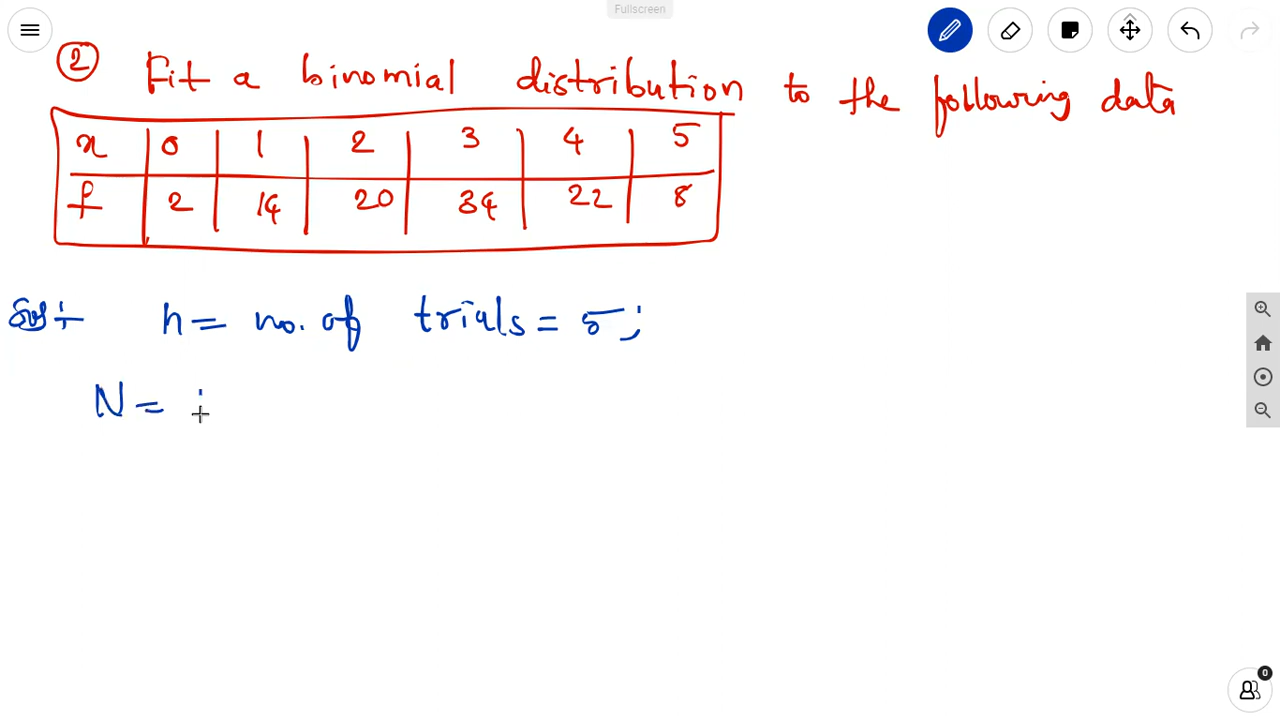 Fullscreen
② Fit a binomial distribution to the following data
x 0 1 2 3 4 5
f 2 14 20 34 22 8
Sol:- n = no. of trials = 5;
N =
0